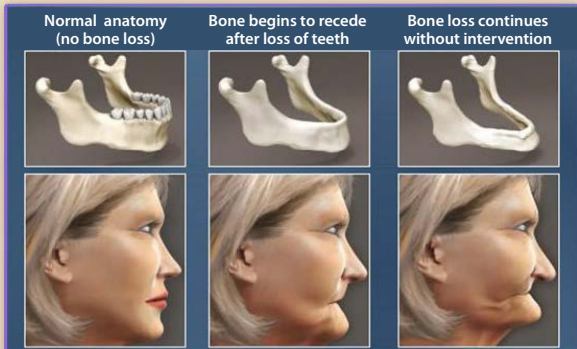 Normal anatomy
(no bone loss)
Bone begins to recede
after loss of teeth
Bone loss continues
without intervention